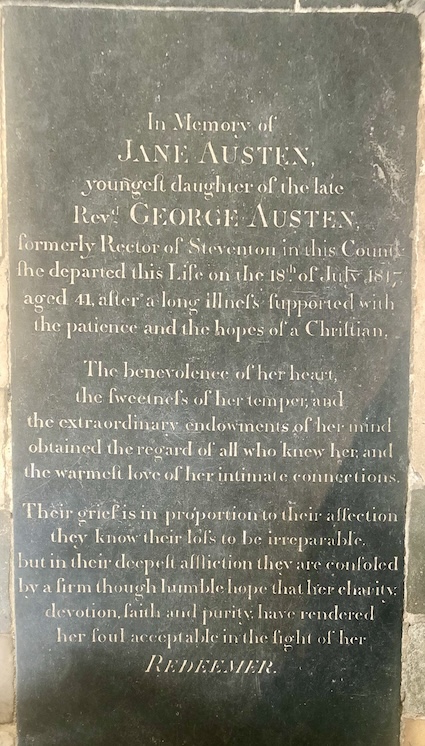 In Memory of
JANE AUSTEN,
youngeſt daughter of the late
Revᵈ. GEORGE AUSTEN,
formerly Rector of Steventon in this County
ſhe departed this Life on the 18ᵗʰ of July 1817,
aged 41, after a long illneſs ſupported with
the patience and the hopes of a Chriſtian.
The benevolence of her heart,
the ſweetneſs of her temper, and
the extraordinary endowments of her mind
obtained the regard of all who knew her, and
the warmeſt love of her intimate connections.
Their grief is in proportion to their affection
they know their loſs to be irreparable,
but in their deepeſt affliction they are conſoled
by a firm though humble hope that her charity,
devotion, faith and purity, have rendered
her ſoul acceptable in the ſight of her
REDEEMER.